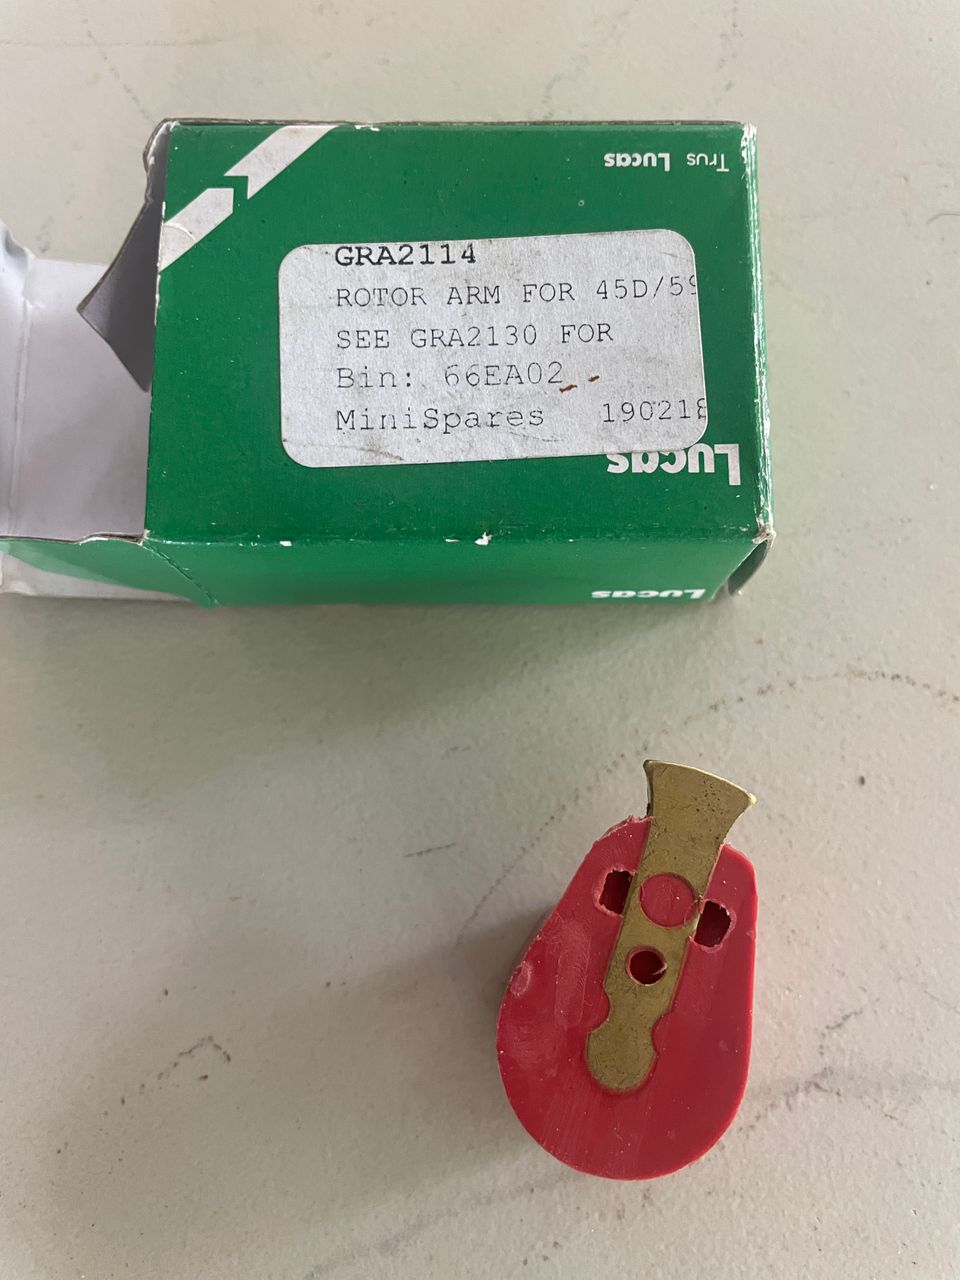 Trus Lucas
GRA2114
ROTOR ARM FOR 45D/59
SEE GRA2130 FOR
Bin: 66EA02
MiniSpares 190218
Lucas
Lucas